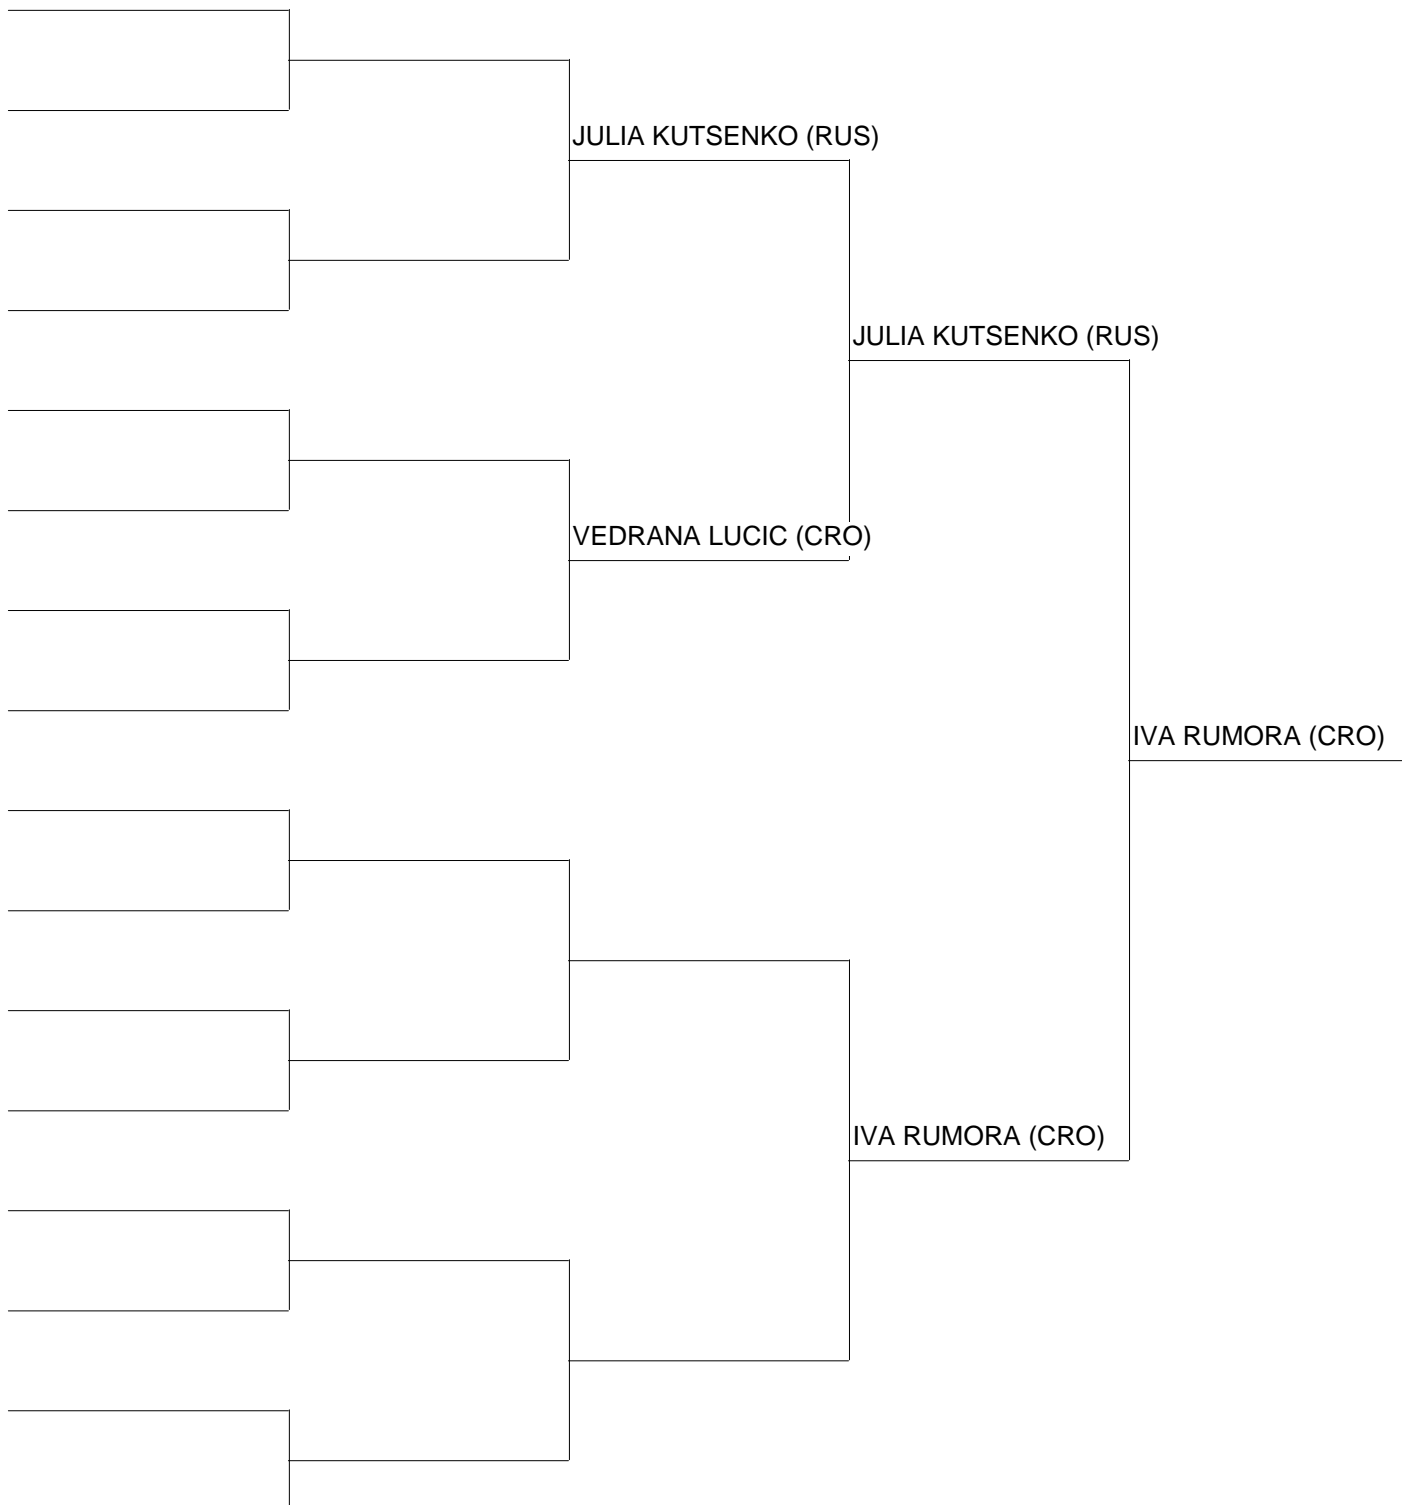 JULIA KUTSENKO (RUS)
JULIA KUTSENKO (RUS)
VEDRANA LUCIC (CRO)
IVA RUMORA (CRO)
IVA RUMORA (CRO)